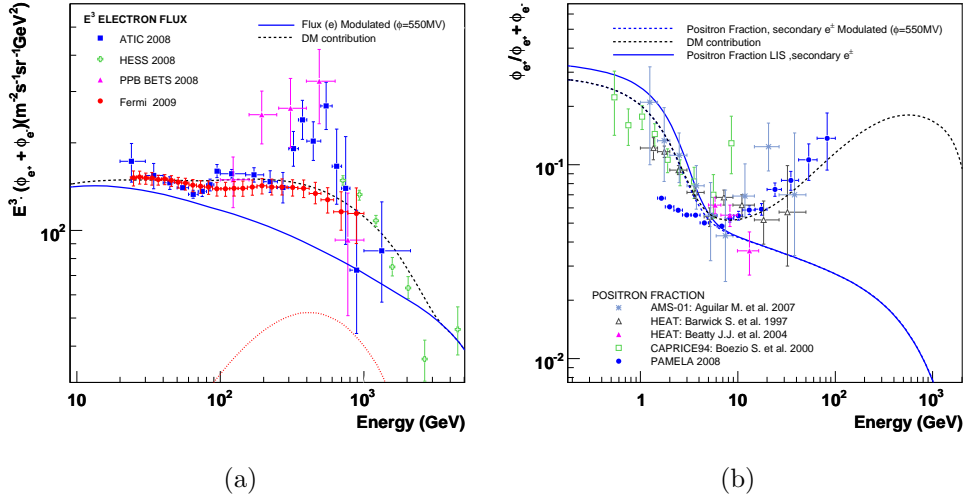 E³ ELECTRON FLUX
ATIC 2008
HESS 2008
PPB BETS 2008
Fermi 2009
Flux (e) Modulated (ϕ=550MV)
DM contribution
E³·(ϕe⁺ + ϕe⁻)(m⁻²s⁻¹sr⁻¹GeV²)
10²
10
10²
10³
Energy (GeV)
(a)
Positron Fraction, secondary e± Modulated (ϕ=550MV)
DM contribution
Positron Fraction LIS ,secondary e±
ϕe⁺/ϕe⁺ + ϕe⁻
10⁻¹
10⁻²
POSITRON FRACTION
AMS-01: Aguilar M. et al. 2007
HEAT: Barwick S. et al. 1997
HEAT: Beatty J.J. et al. 2004
CAPRICE94: Boezio S. et al. 2000
PAMELA 2008
1
10
10²
10³
Energy (GeV)
(b)